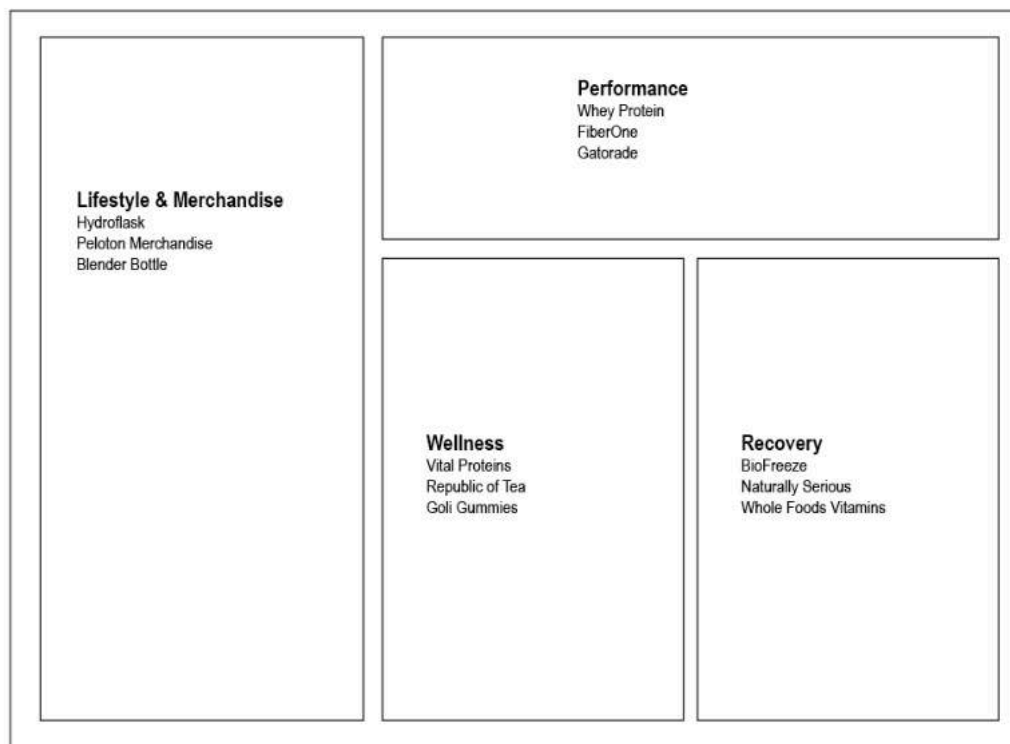 Lifestyle & Merchandise
Hydroflask
Peloton Merchandise
Blender Bottle
Performance
Whey Protein
FiberOne
Gatorade
Wellness
Vital Proteins
Republic of Tea
Goli Gummies
Recovery
BioFreeze
Naturally Serious
Whole Foods Vitamins